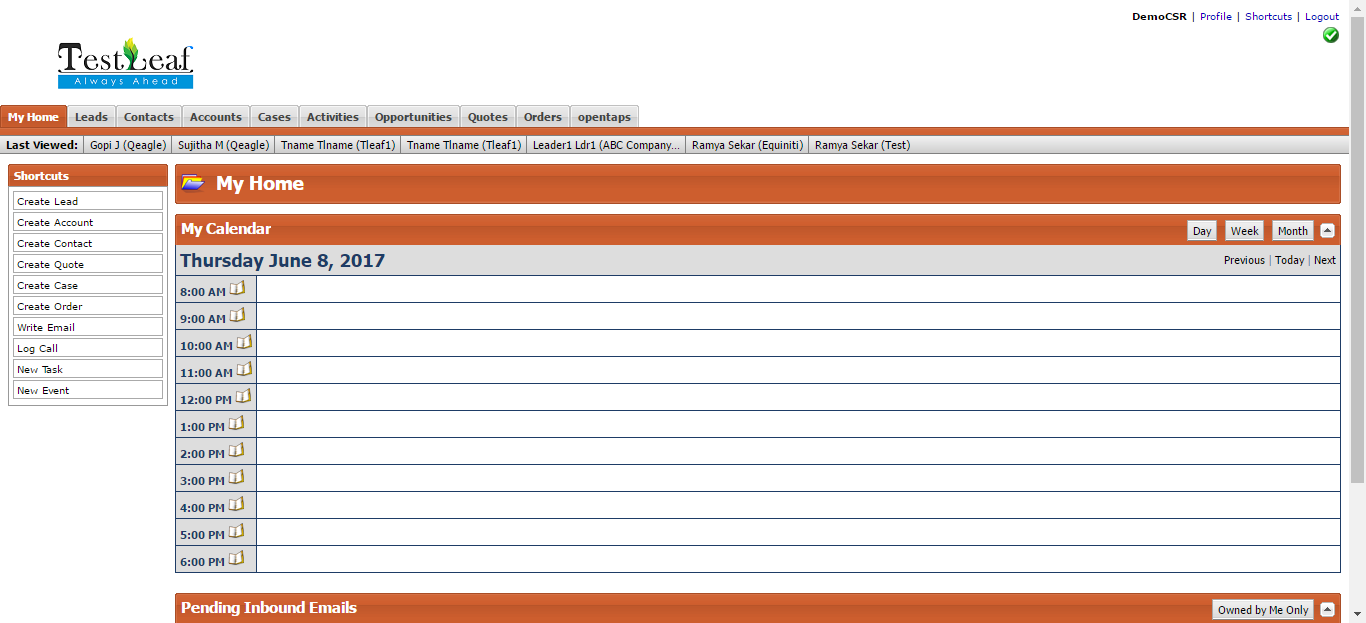 DemoCSR | Profile | Shortcuts | Logout
TestLeaf
Always Ahead
My Home Leads Contacts Accounts Cases Activities Opportunities Quotes Orders opentaps
Last Viewed: Gopi J (Qeagle) Sujitha M (Qeagle) Tname Tlname (Tleaf1) Tname Tlname (Tleaf1) Leader1 Ldr1 (ABC Company... Ramya Sekar (Equiniti) Ramya Sekar (Test)
Shortcuts
Create Lead
Create Account
Create Contact
Create Quote
Create Case
Create Order
Write Email
Log Call
New Task
New Event
My Home
My Calendar Day Week Month
Thursday June 8, 2017 Previous | Today | Next
8:00 AM
9:00 AM
10:00 AM
11:00 AM
12:00 PM
1:00 PM
2:00 PM
3:00 PM
4:00 PM
5:00 PM
6:00 PM
Pending Inbound Emails Owned by Me Only